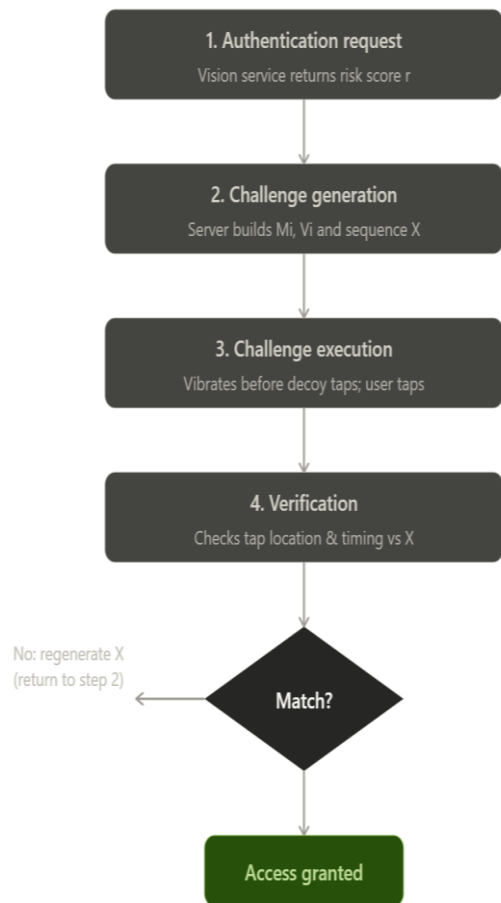 1. Authentication request
Vision service returns risk score r
2. Challenge generation
Server builds Mi, Vi and sequence X
3. Challenge execution
Vibrates before decoy taps; user taps
4. Verification
Checks tap location & timing vs X
No: regenerate X
(return to step 2)
Match?
Access granted